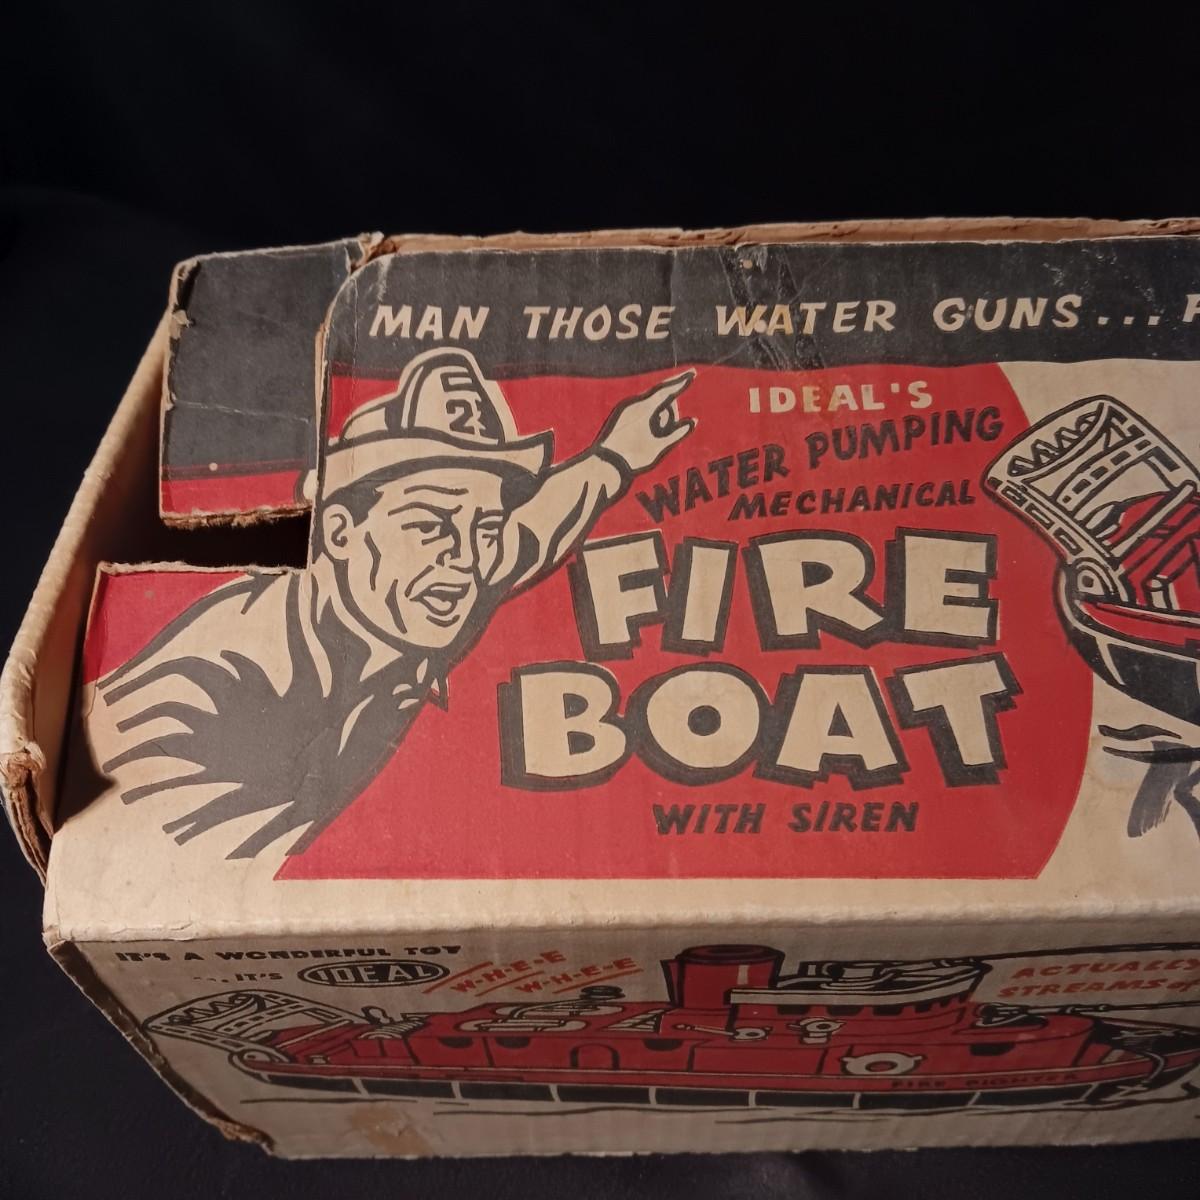 MAN THOSE WATER GUNS...
E
24
IDEAL'S
WATER PUMPING
MECHANICAL
FIRE
BOAT
WITH SIREN
IT'S A WONDERFUL TOY
...IT'S IDEAL
W-H-E-E
W-H-E-E
ACTUALLY
STREAMS of
FIRE FIGHTER